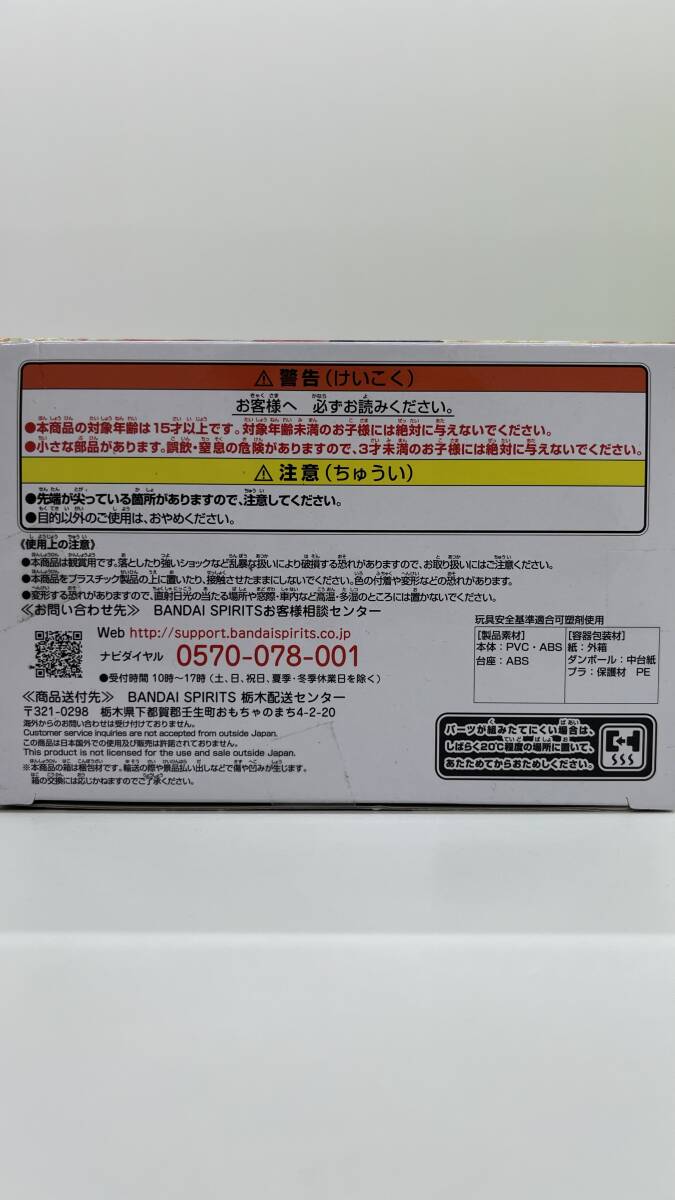 ⚠警告(けいこく)
お客様へ 必ずお読みください。
●本商品の対象年齢は15才以上です。対象年齢未満のお子様には絶対に与えないでください。
●小さな部品があります。誤飲・窒息の危険がありますので、3才未満のお子様には絶対に与えないでください。
⚠注意(ちゅうい)
●先端が尖っている箇所がありますので、注意してください。
●目的以外のご使用は、おやめください。
《使用上の注意》
●本商品は観賞用です。落としたり強いショックなど乱暴な扱いにより破損する恐れがありますので、お取り扱いにはご注意ください。
●本商品をプラスチック製品の上に置いたり、接触させたままにしないでください。色の付着や変形などの恐れがあります。
●変形する恐れがありますので、直射日光の当たる場所や窓際・車内など高温・多湿のところには置かないでください。
≪お問い合わせ先≫ BANDAI SPIRITSお客様相談センター
Web http://support.bandaispirits.co.jp
ナビダイヤル 0570-078-001
●受付時間 10時~17時(土、日、祝日、夏季・冬季休業日を除く)
≪商品送付先≫ BANDAI SPIRITS 栃木配送センター
〒321-0298 栃木県下都賀郡壬生町おもちゃのまち4-2-20
海外からのお問い合わせは受け付けておりません。
Customer service inquiries are not accepted from outside Japan.
この商品は日本国外での使用及び販売は許諾されておりません。
This product is not licensed for the use and sale outside Japan.
※本商品の箱は梱包材です。輸送の際や景品払い出しなどで傷や凹みが生じます。
箱の交換には応じかねますのでご了承ください。
玩具安全基準適合可塑剤使用
[製品素材]
本体:PVC・ABS
台座:ABS
[容器包装材]
紙:外箱
ダンボール:中台紙
プラ:保護材 PE
パーツが組みたてにくい場合は、
しばらく20℃程度の場所に置いて、
あたためてからおためしください。